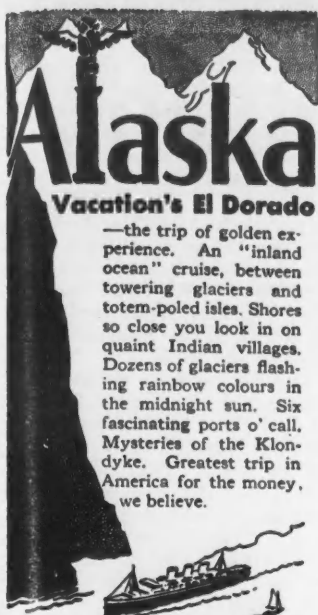 Alaska
Vacation's El Dorado
—the trip of golden ex-
perience. An "inland
ocean" cruise, between
towering glaciers and
totem-poled isles. Shores
so close you look in on
quaint Indian villages.
Dozens of glaciers flash-
ing rainbow colours in
the midnight sun. Six
fascinating ports o' call.
Mysteries of the Klon-
dyke. Greatest trip in
America for the money,
we believe.